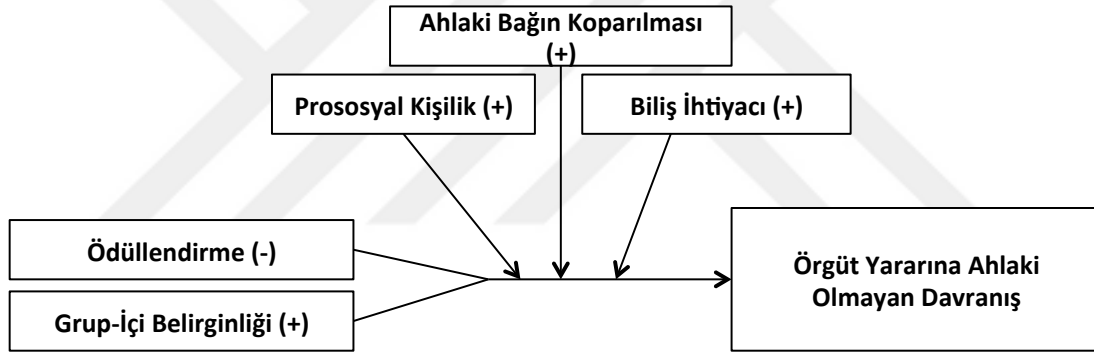 Ahlaki Bağın Koparılması
(+)
Prososyal Kişilik (+)
Biliş İhtiyacı (+)
Ödüllendirme (-)
Grup-İçi Belirginliği (+)
Örgüt Yararına Ahlaki
Olmayan Davranış